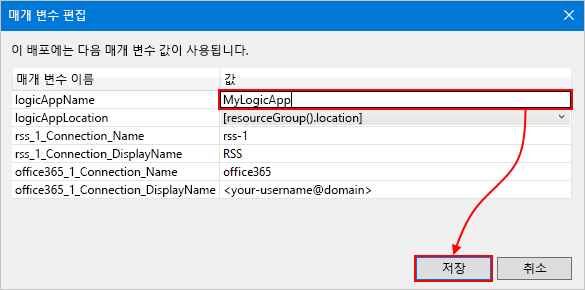 매개 변수 편집
이 배포에는 다음 매개 변수 값이 사용됩니다.
매개 변수 이름 값
logicAppName MyLogicApp
logicAppLocation [resourceGroup().location]
rss_1_Connection_Name rss-1
rss_1_Connection_DisplayName RSS
office365_1_Connection_Name office365
office365_1_Connection_DisplayName <your-username@domain>
저장 취소